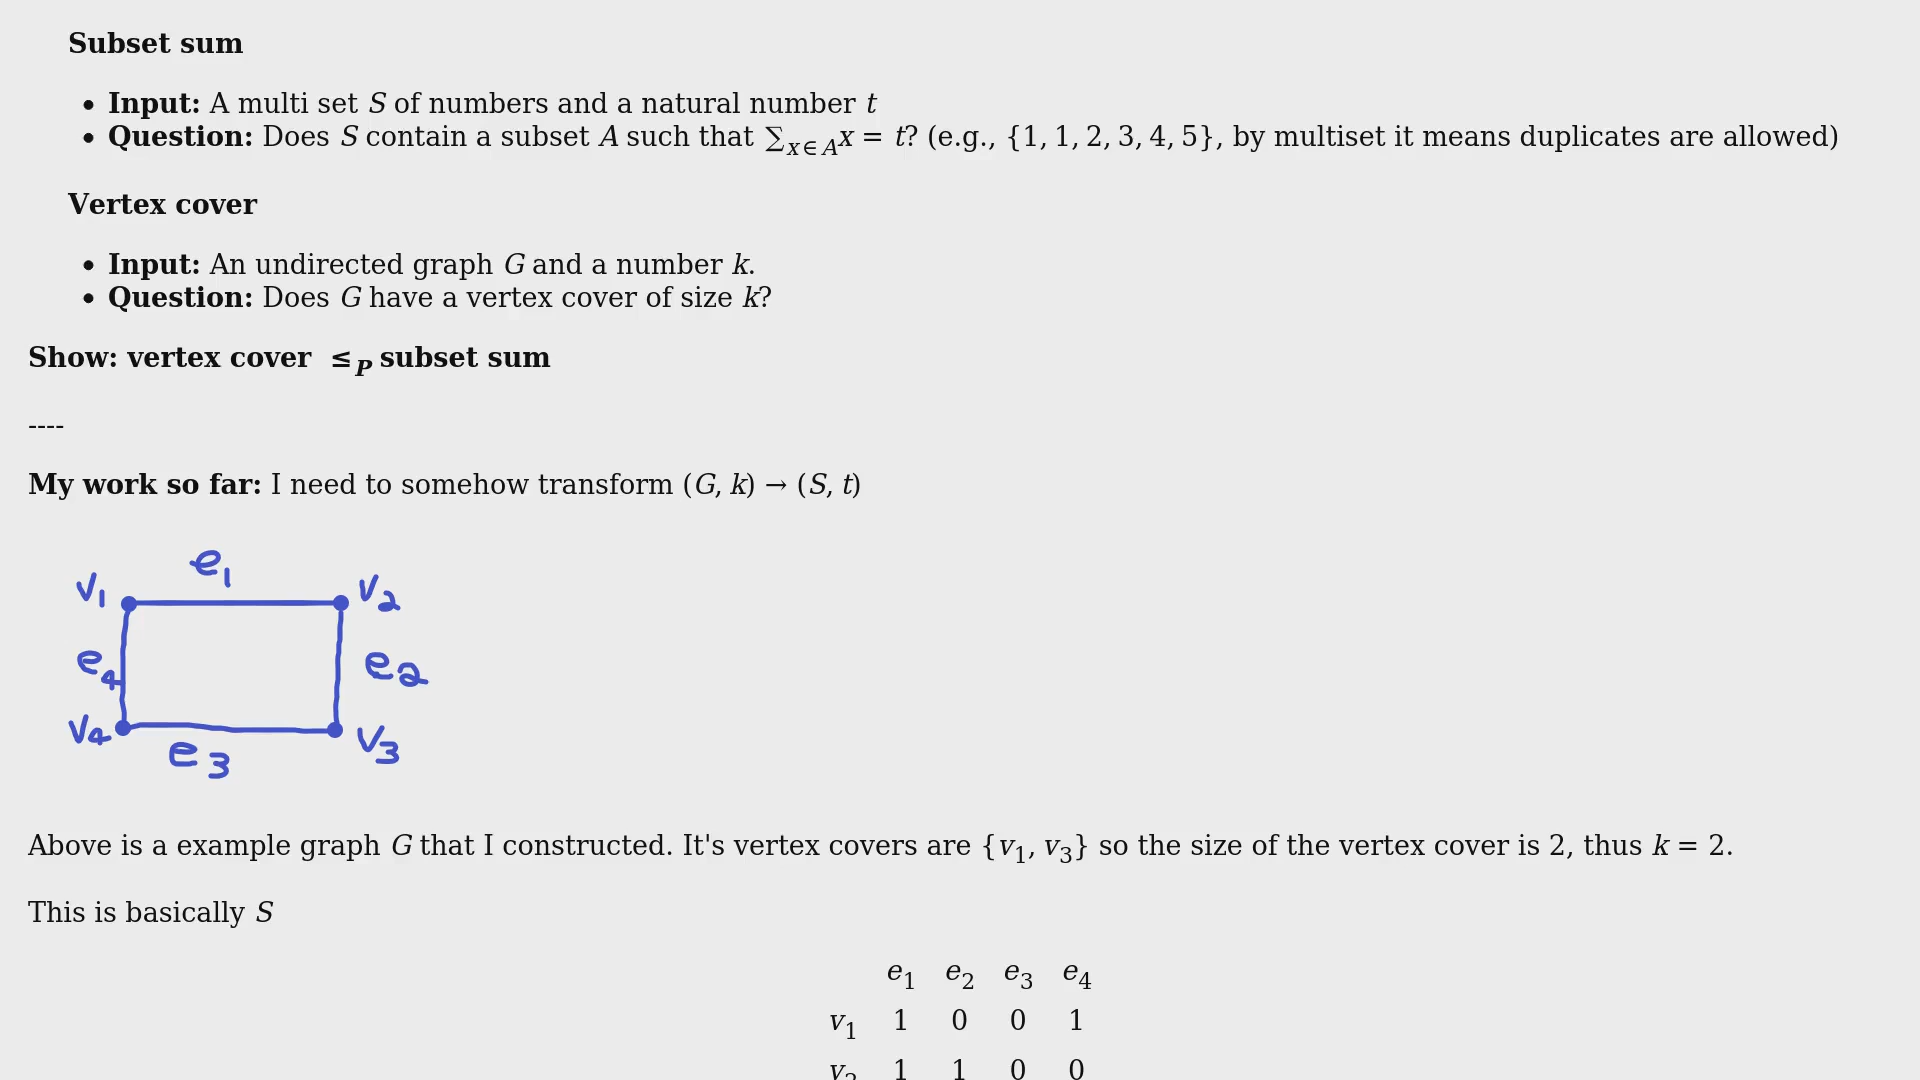 Subset sum
• Input: A multi set S of numbers and a natural number t
• Question: Does S contain a subset A such that ∑x∈A x = t? (e.g., {1, 1, 2, 3, 4, 5}, by multiset it means duplicates are allowed)
Vertex cover
• Input: An undirected graph G and a number k.
• Question: Does G have a vertex cover of size k?
Show: vertex cover ≤P subset sum
----
My work so far: I need to somehow transform (G, k) → (S, t)
e1
v1 v2
e4 e2
v4 v3
e3
Above is a example graph G that I constructed. It's vertex covers are {v1, v3} so the size of the vertex cover is 2, thus k = 2.
This is basically S
e1 e2 e3 e4
v1 1 0 0 1
v2 1 1 0 0